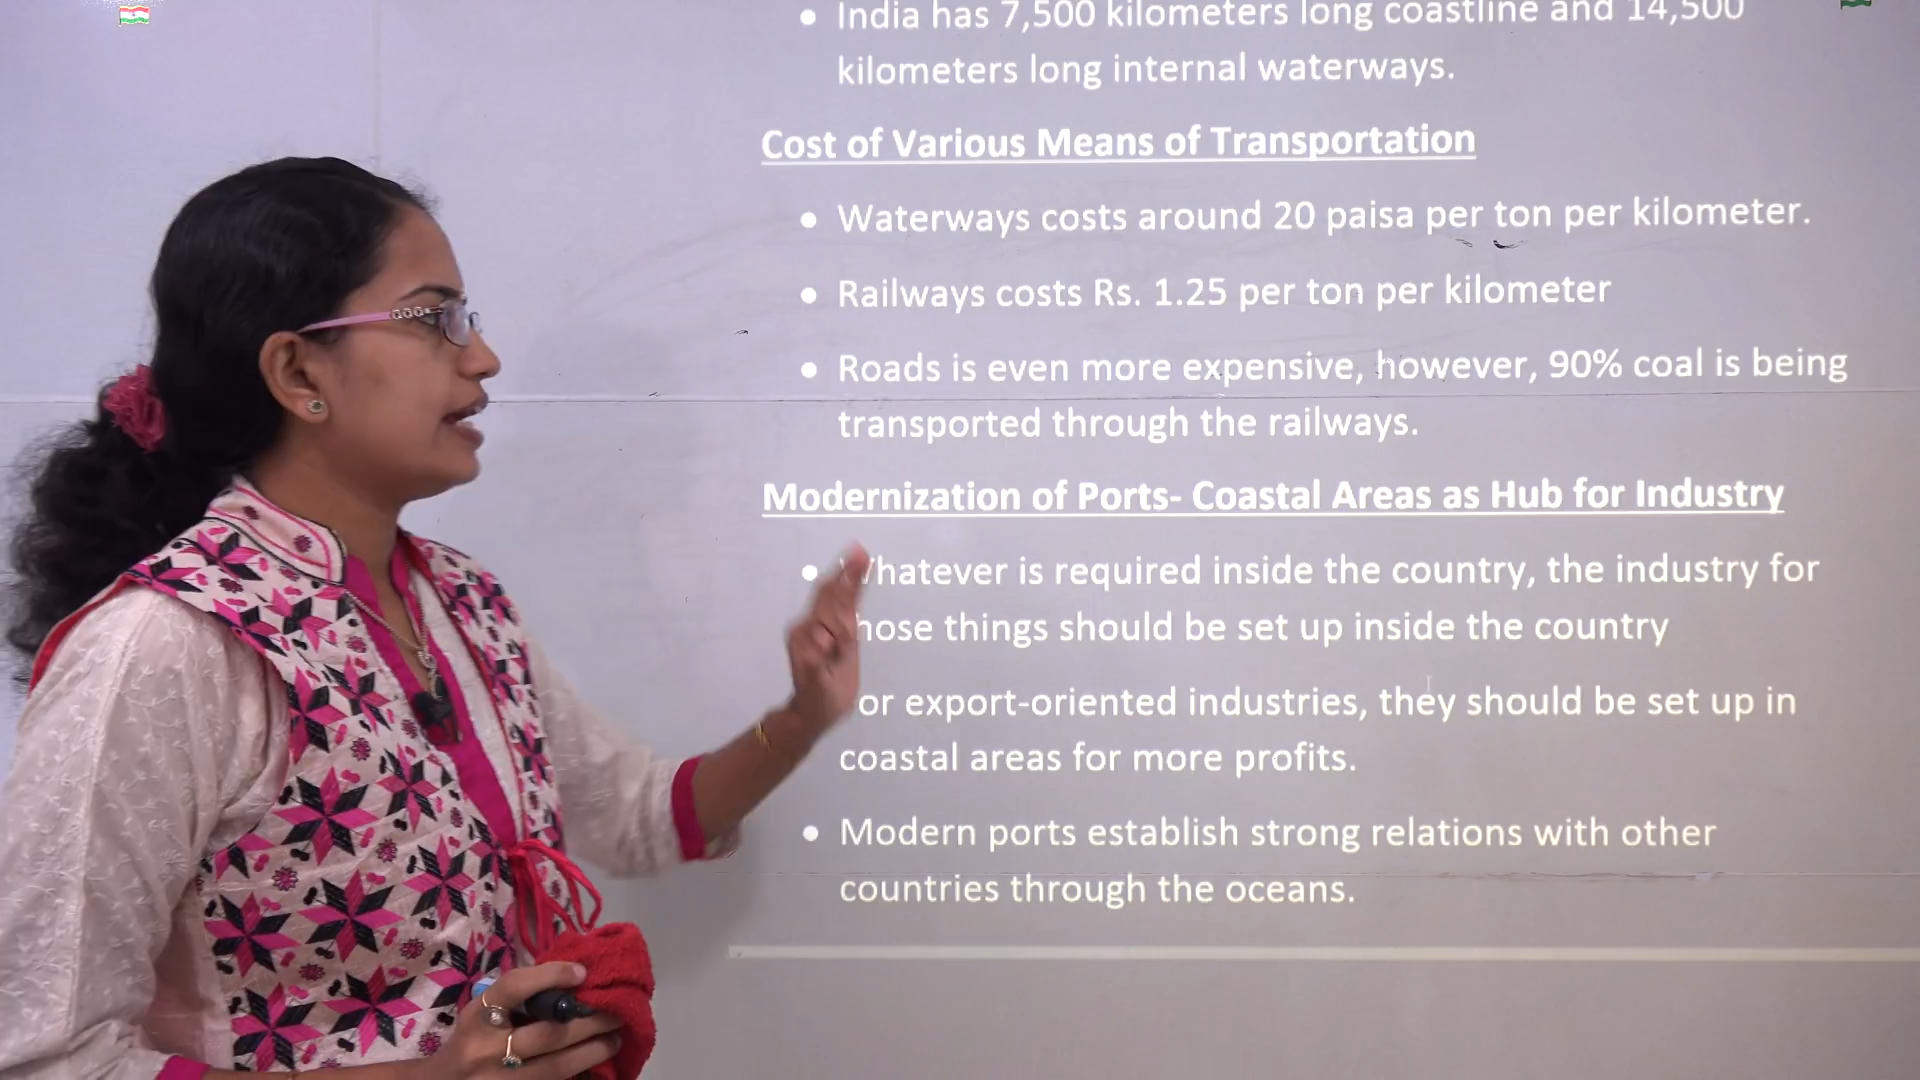 India has 7,500 kilometers long coastline and 14,500
kilometers long internal waterways.
Cost of Various Means of Transportation
Waterways costs around 20 paisa per ton per kilometer.
Railways costs Rs. 1.25 per ton per kilometer
Roads is even more expensive, however, 90% coal is being
transported through the railways.
Modernization of Ports- Coastal Areas as Hub for Industry
Whatever is required inside the country, the industry for
hose things should be set up inside the country
or export-oriented industries, they should be set up in
coastal areas for more profits.
Modern ports establish strong relations with other
countries through the oceans.